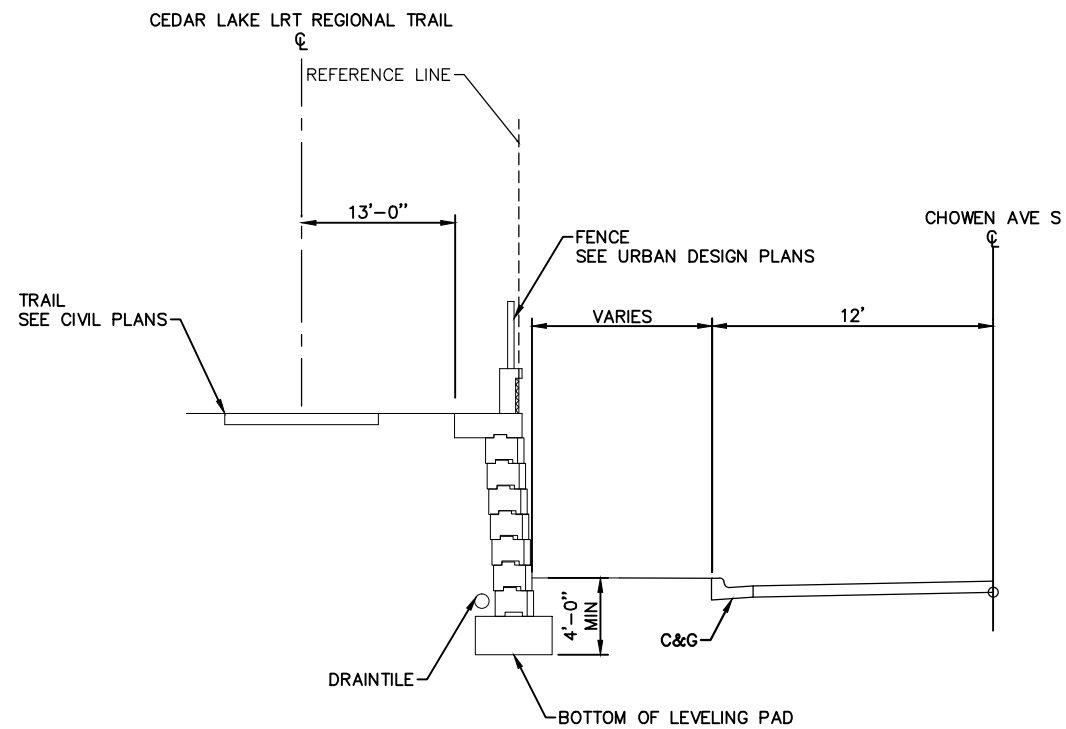 CEDAR LAKE LRT REGIONAL TRAIL
℄
REFERENCE LINE
13'-0"
CHOWEN AVE S
℄
FENCE
SEE URBAN DESIGN PLANS
TRAIL
SEE CIVIL PLANS
VARIES
12'
4'-0"
MIN
C&G
DRAINTILE
BOTTOM OF LEVELING PAD